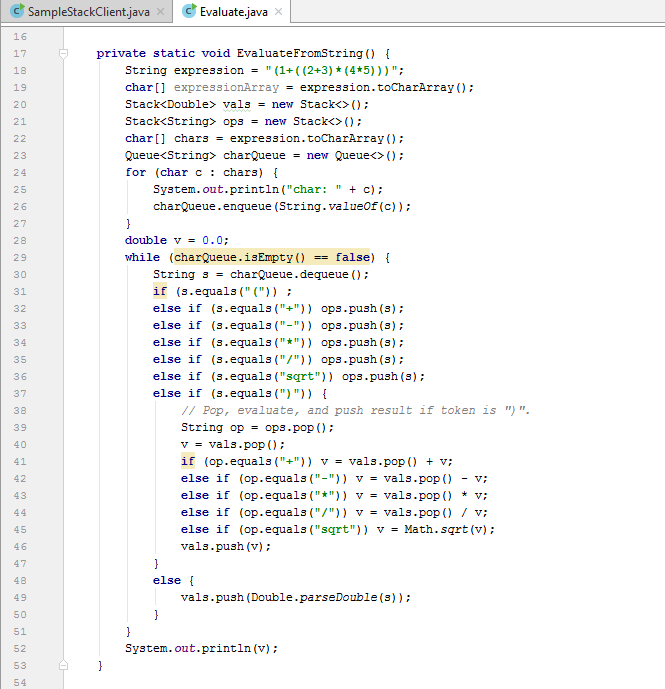 SampleStackClient.java Evaluate.java
16
17 private static void EvaluateFromString() {
18 String expression = "(1+((2+3)*(4*5)))";
19 char[] expressionArray = expression.toCharArray();
20 Stack<Double> vals = new Stack<>();
21 Stack<String> ops = new Stack<>();
22 char[] chars = expression.toCharArray();
23 Queue<String> charQueue = new Queue<>();
24 for (char c : chars) {
25 System.out.println("char: " + c);
26 charQueue.enqueue(String.valueOf(c));
27 }
28 double v = 0.0;
29 while (charQueue.isEmpty() == false) {
30 String s = charQueue.dequeue();
31 if (s.equals("(")) ;
32 else if (s.equals("+")) ops.push(s);
33 else if (s.equals("-")) ops.push(s);
34 else if (s.equals("*")) ops.push(s);
35 else if (s.equals("/")) ops.push(s);
36 else if (s.equals("sqrt")) ops.push(s);
37 else if (s.equals(")")) {
38 // Pop, evaluate, and push result if token is ")".
39 String op = ops.pop();
40 v = vals.pop();
41 if (op.equals("+")) v = vals.pop() + v;
42 else if (op.equals("-")) v = vals.pop() - v;
43 else if (op.equals("*")) v = vals.pop() * v;
44 else if (op.equals("/")) v = vals.pop() / v;
45 else if (op.equals("sqrt")) v = Math.sqrt(v);
46 vals.push(v);
47 }
48 else {
49 vals.push(Double.parseDouble(s));
50 }
51 }
52 System.out.println(v);
53 }
54